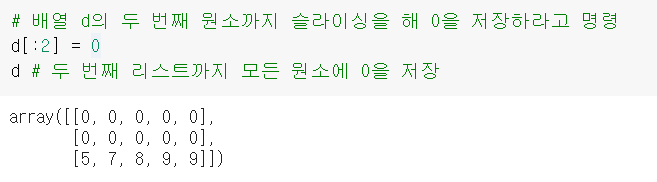 # 배열 d의 두 번째 원소까지 슬라이싱을 해 0을 저장하라고 명령
d[:2] = 0
d # 두 번째 리스트까지 모든 원소에 0을 저장
array([[0, 0, 0, 0, 0],
[0, 0, 0, 0, 0],
[5, 7, 8, 9, 9]])